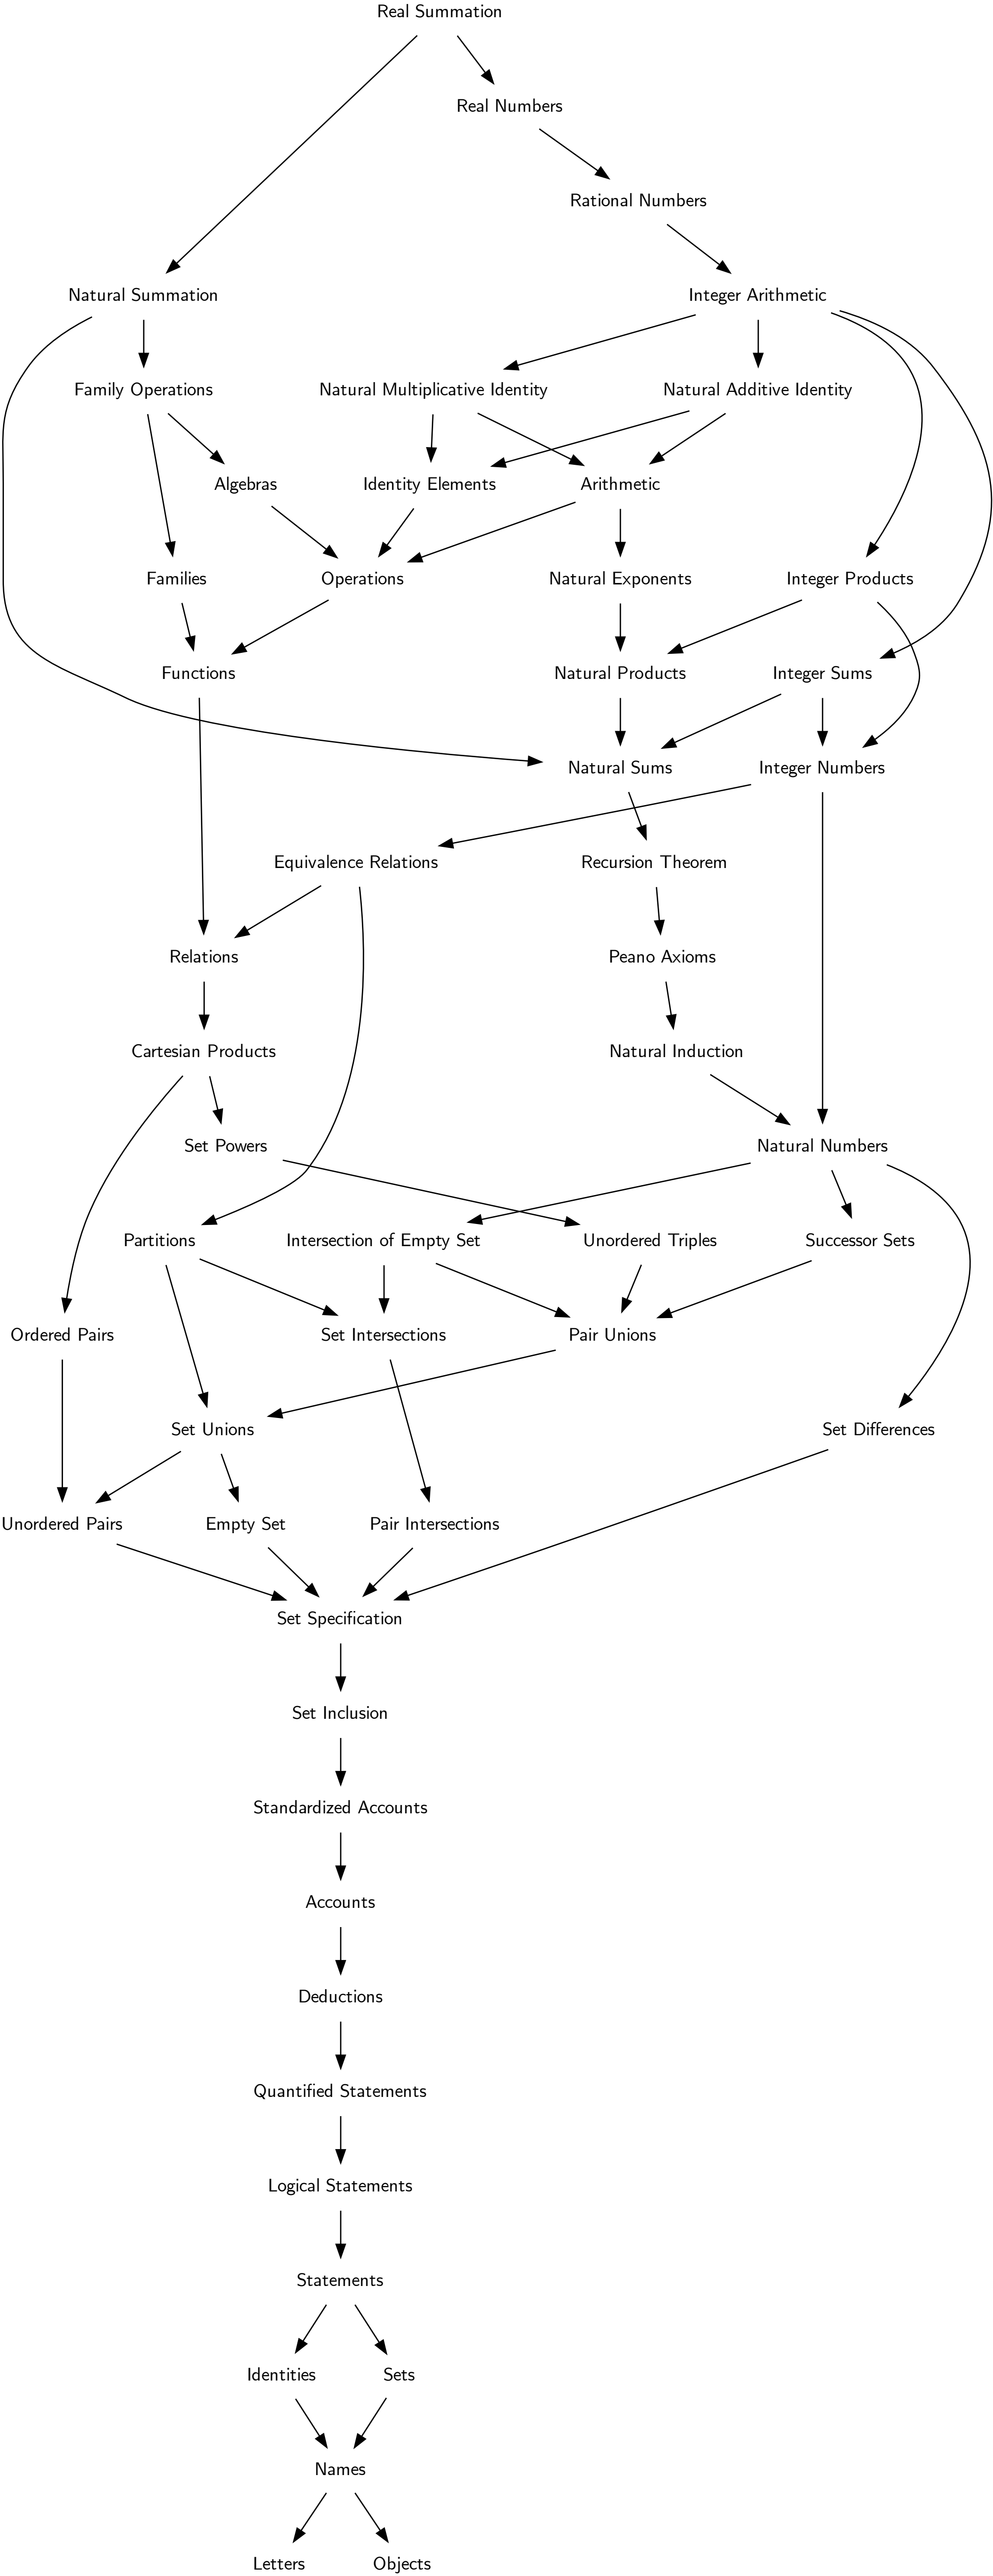 Real Summation
Real Numbers
Rational Numbers
Natural Summation
Integer Arithmetic
Family Operations
Natural Multiplicative Identity
Natural Additive Identity
Algebras
Identity Elements
Arithmetic
Families
Operations
Natural Exponents
Integer Products
Functions
Natural Products
Integer Sums
Natural Sums
Integer Numbers
Equivalence Relations
Recursion Theorem
Relations
Peano Axioms
Cartesian Products
Natural Induction
Set Powers
Natural Numbers
Partitions
Intersection of Empty Set
Unordered Triples
Successor Sets
Ordered Pairs
Set Intersections
Pair Unions
Set Unions
Set Differences
Unordered Pairs
Empty Set
Pair Intersections
Set Specification
Set Inclusion
Standardized Accounts
Accounts
Deductions
Quantified Statements
Logical Statements
Statements
Identities
Sets
Names
Letters
Objects